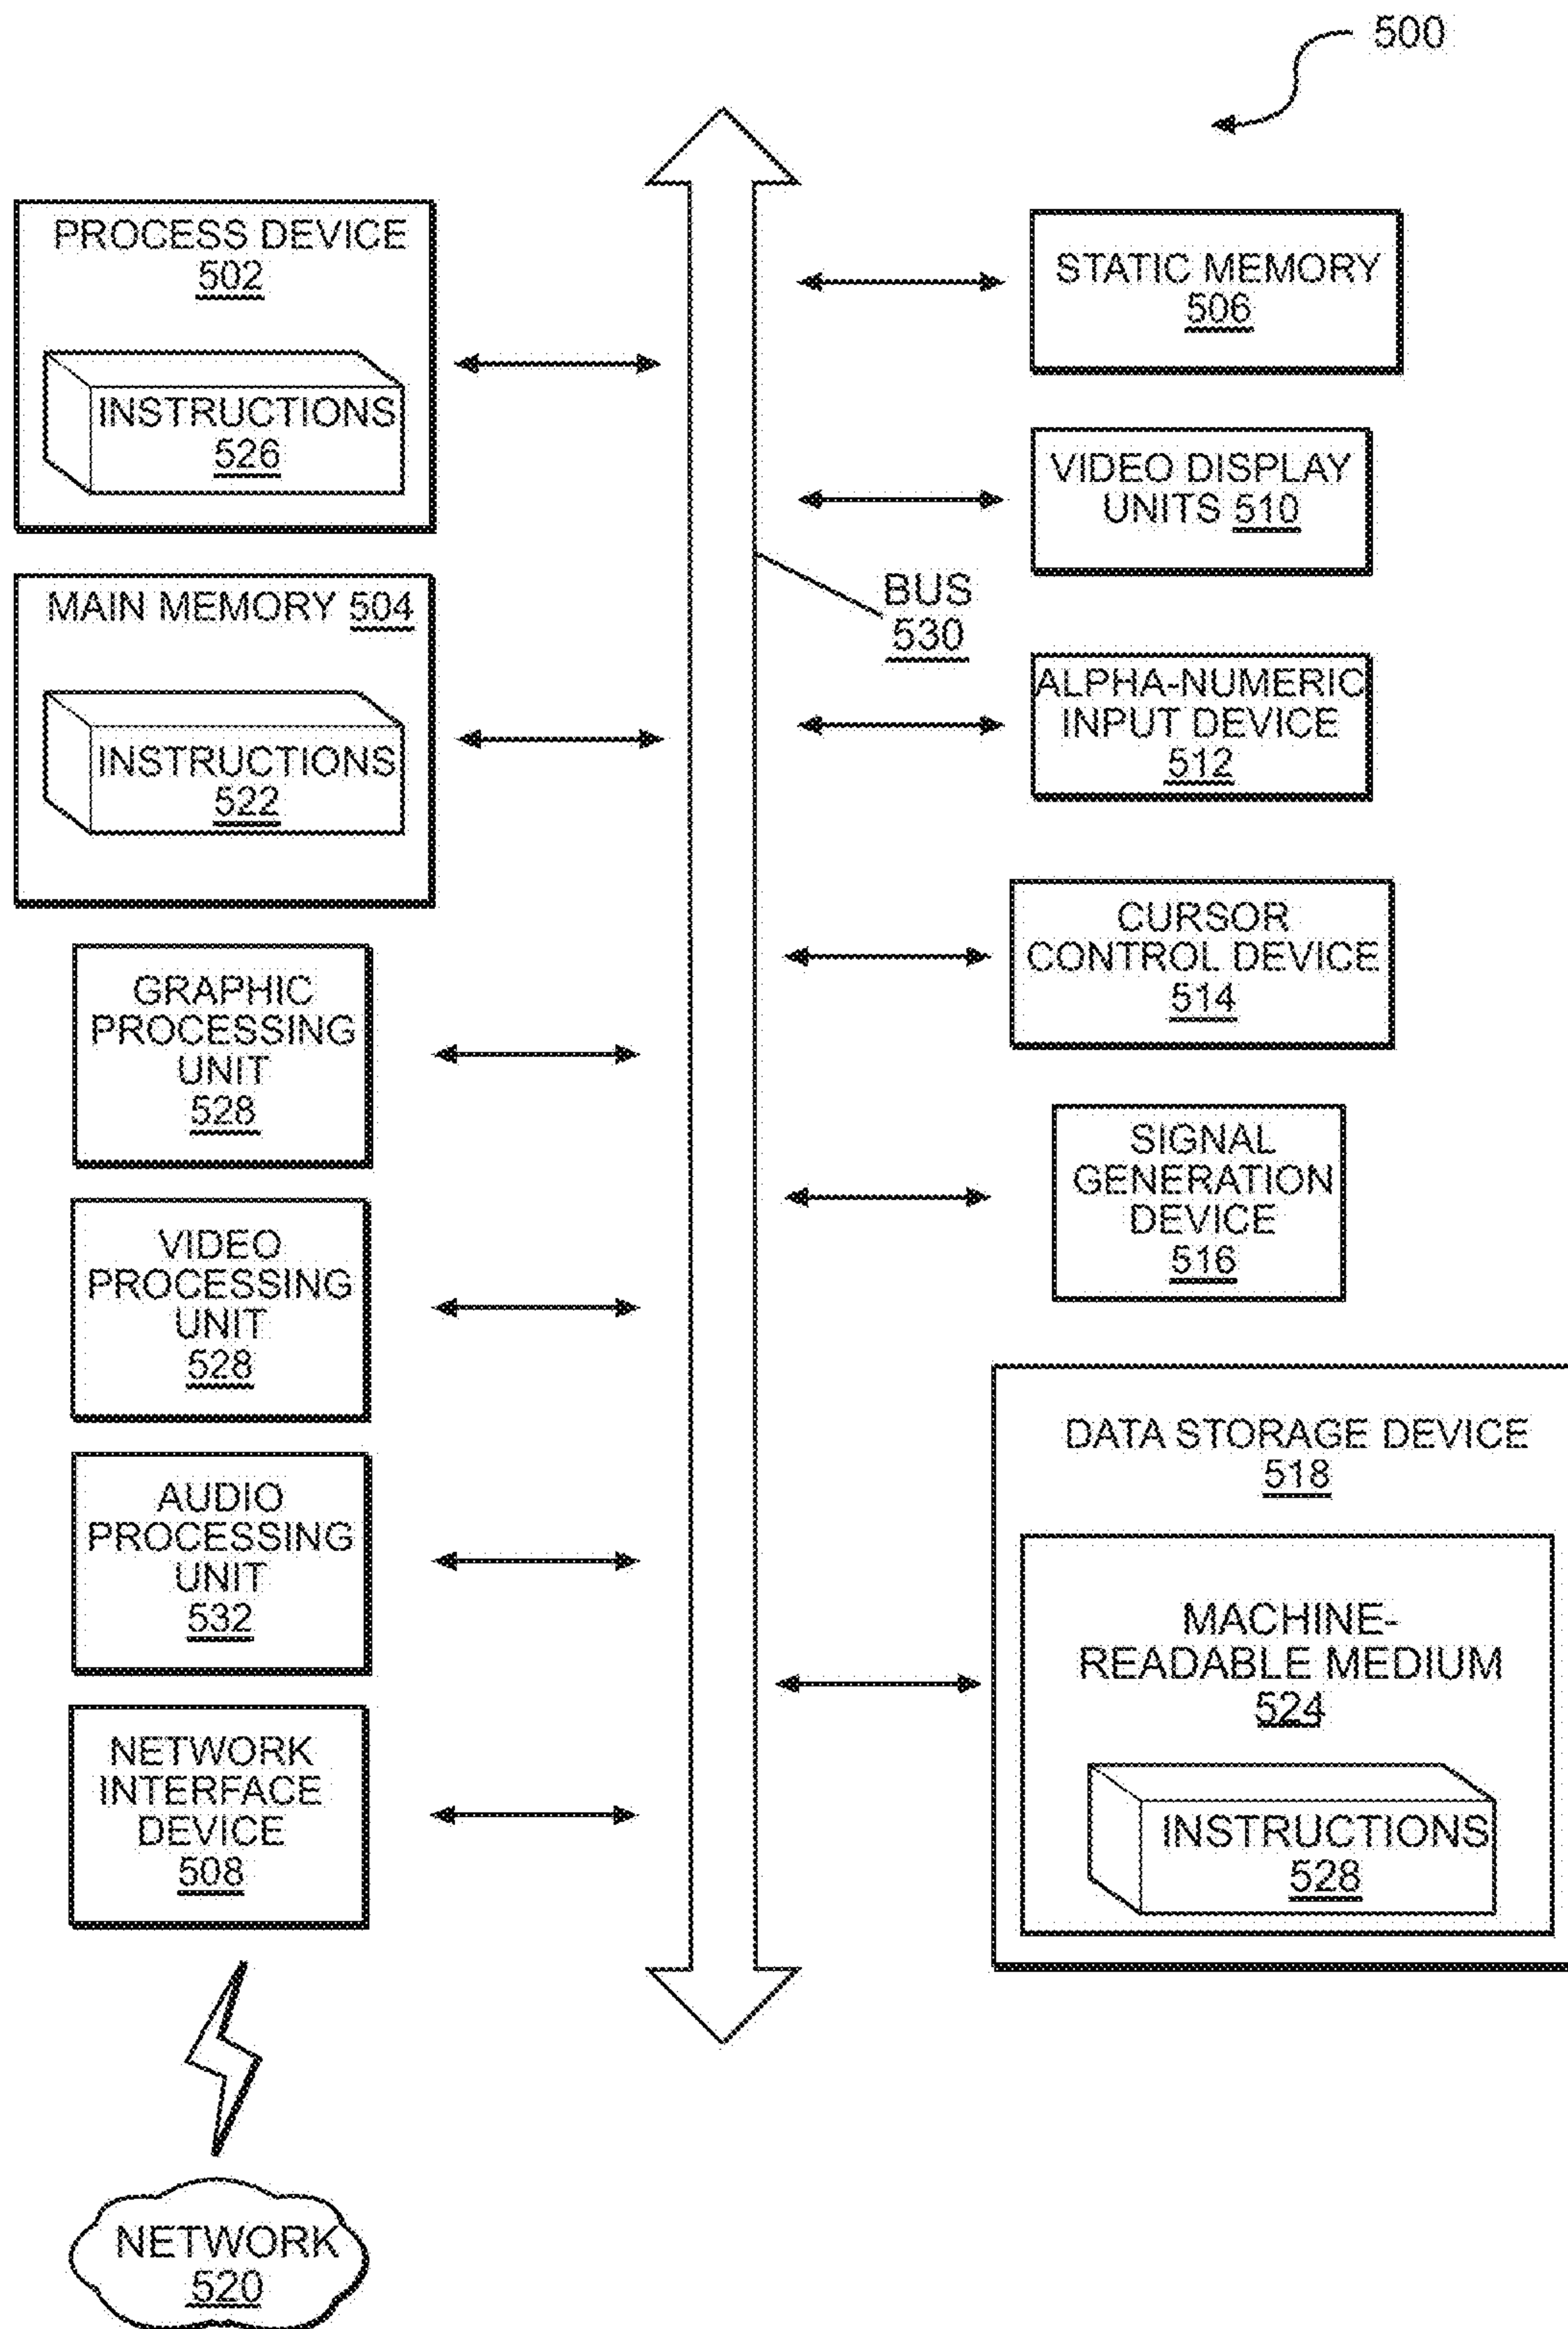 500
PROCESS DEVICE
502
INSTRUCTIONS
526
MAIN MEMORY 504
INSTRUCTIONS
522
GRAPHIC
PROCESSING
UNIT
528
VIDEO
PROCESSING
UNIT
528
AUDIO
PROCESSING
UNIT
532
NETWORK
INTERFACE
DEVICE
508
NETWORK
520
BUS
530
STATIC MEMORY
506
VIDEO DISPLAY
UNITS 510
ALPHA-NUMERIC
INPUT DEVICE
512
CURSOR
CONTROL DEVICE
514
SIGNAL
GENERATION
DEVICE
516
DATA STORAGE DEVICE
518
MACHINE-
READABLE MEDIUM
524
INSTRUCTIONS
528